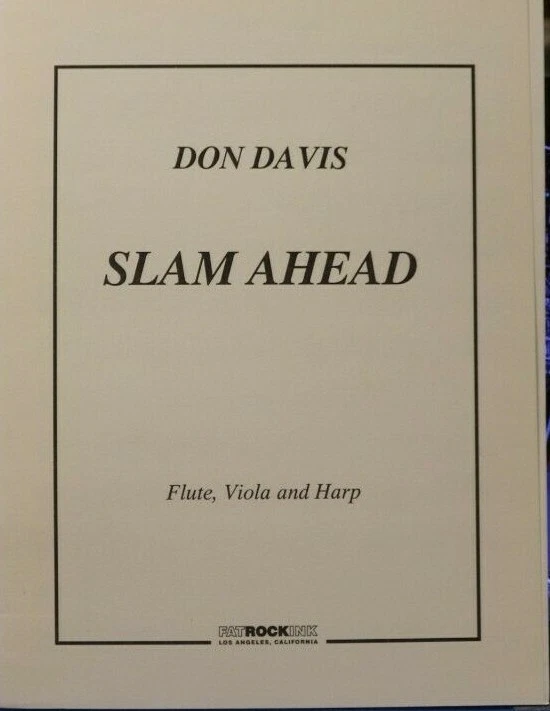 DON DAVIS
SLAM AHEAD
Flute, Viola and Harp
FATROCKINK
LOS ANGELES, CALIFORNIA